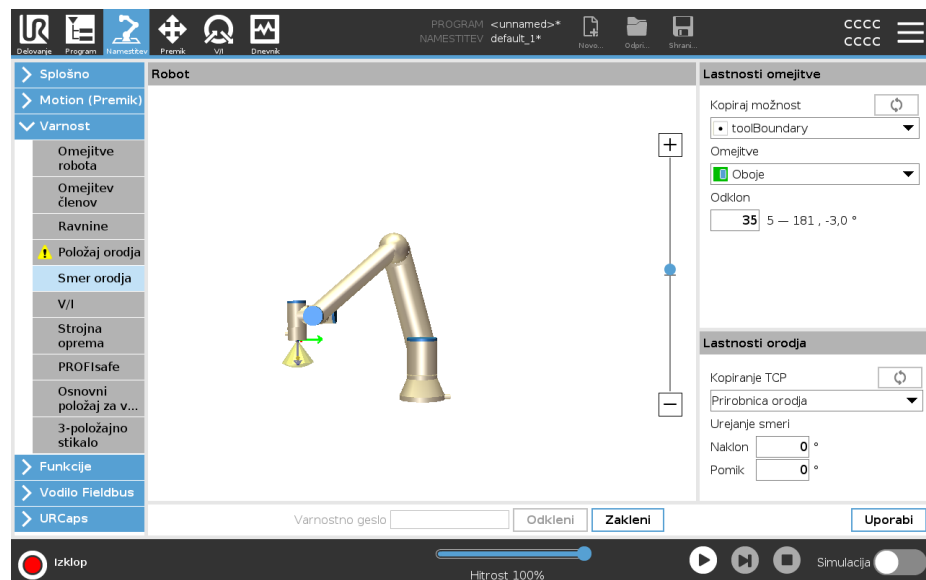 PROGRAM <unnamed>*
NAMESTITEV default_1*
Delovanje Program Namestitev Premik V/I Dnevnik
Novo... Odpri... Shrani...
CCCC
CCCC
Splošno
Motion (Premik)
Varnost
Omejitve
robota
Omejitev
členov
Ravnine
Položaj orodja
Smer orodja
V/I
Strojna
oprema
PROFIsafe
Osnovni
položaj za v...
3-položajno
stikalo
Funkcije
Vodilo Fieldbus
URCaps
Robot
Lastnosti omejitve
Kopiraj možnost
toolBoundary
Omejitve
Oboje
Odklon
35 5 — 181 , -3,0 °
Lastnosti orodja
Kopiranje TCP
Prirobnica orodja
Urejanje smeri
Naklon 0 °
Pomik 0 °
Varnostno geslo Odkleni Zakleni Uporabi
Izklop
Hitrost 100%
Simulacija